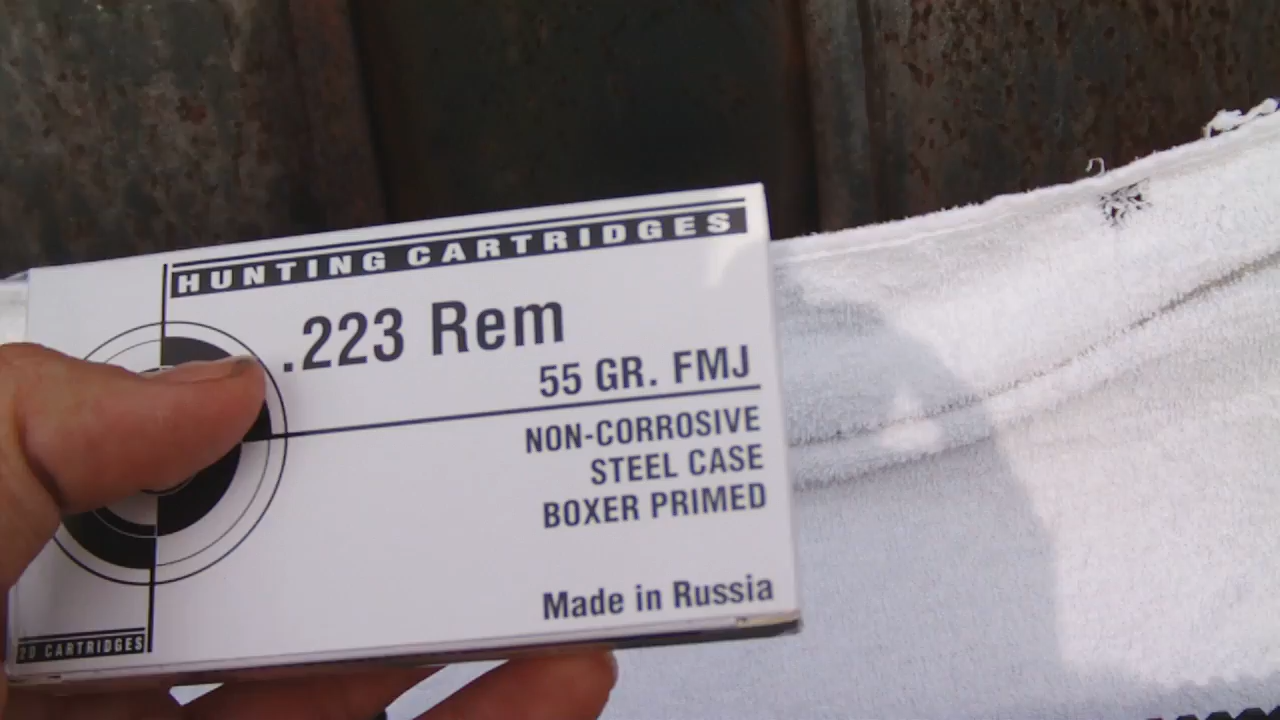 HUNTING CARTRIDGES
.223 Rem
55 GR. FMJ
NON-CORROSIVE
STEEL CASE
BOXER PRIMED
Made in Russia
20 CARTRIDGES